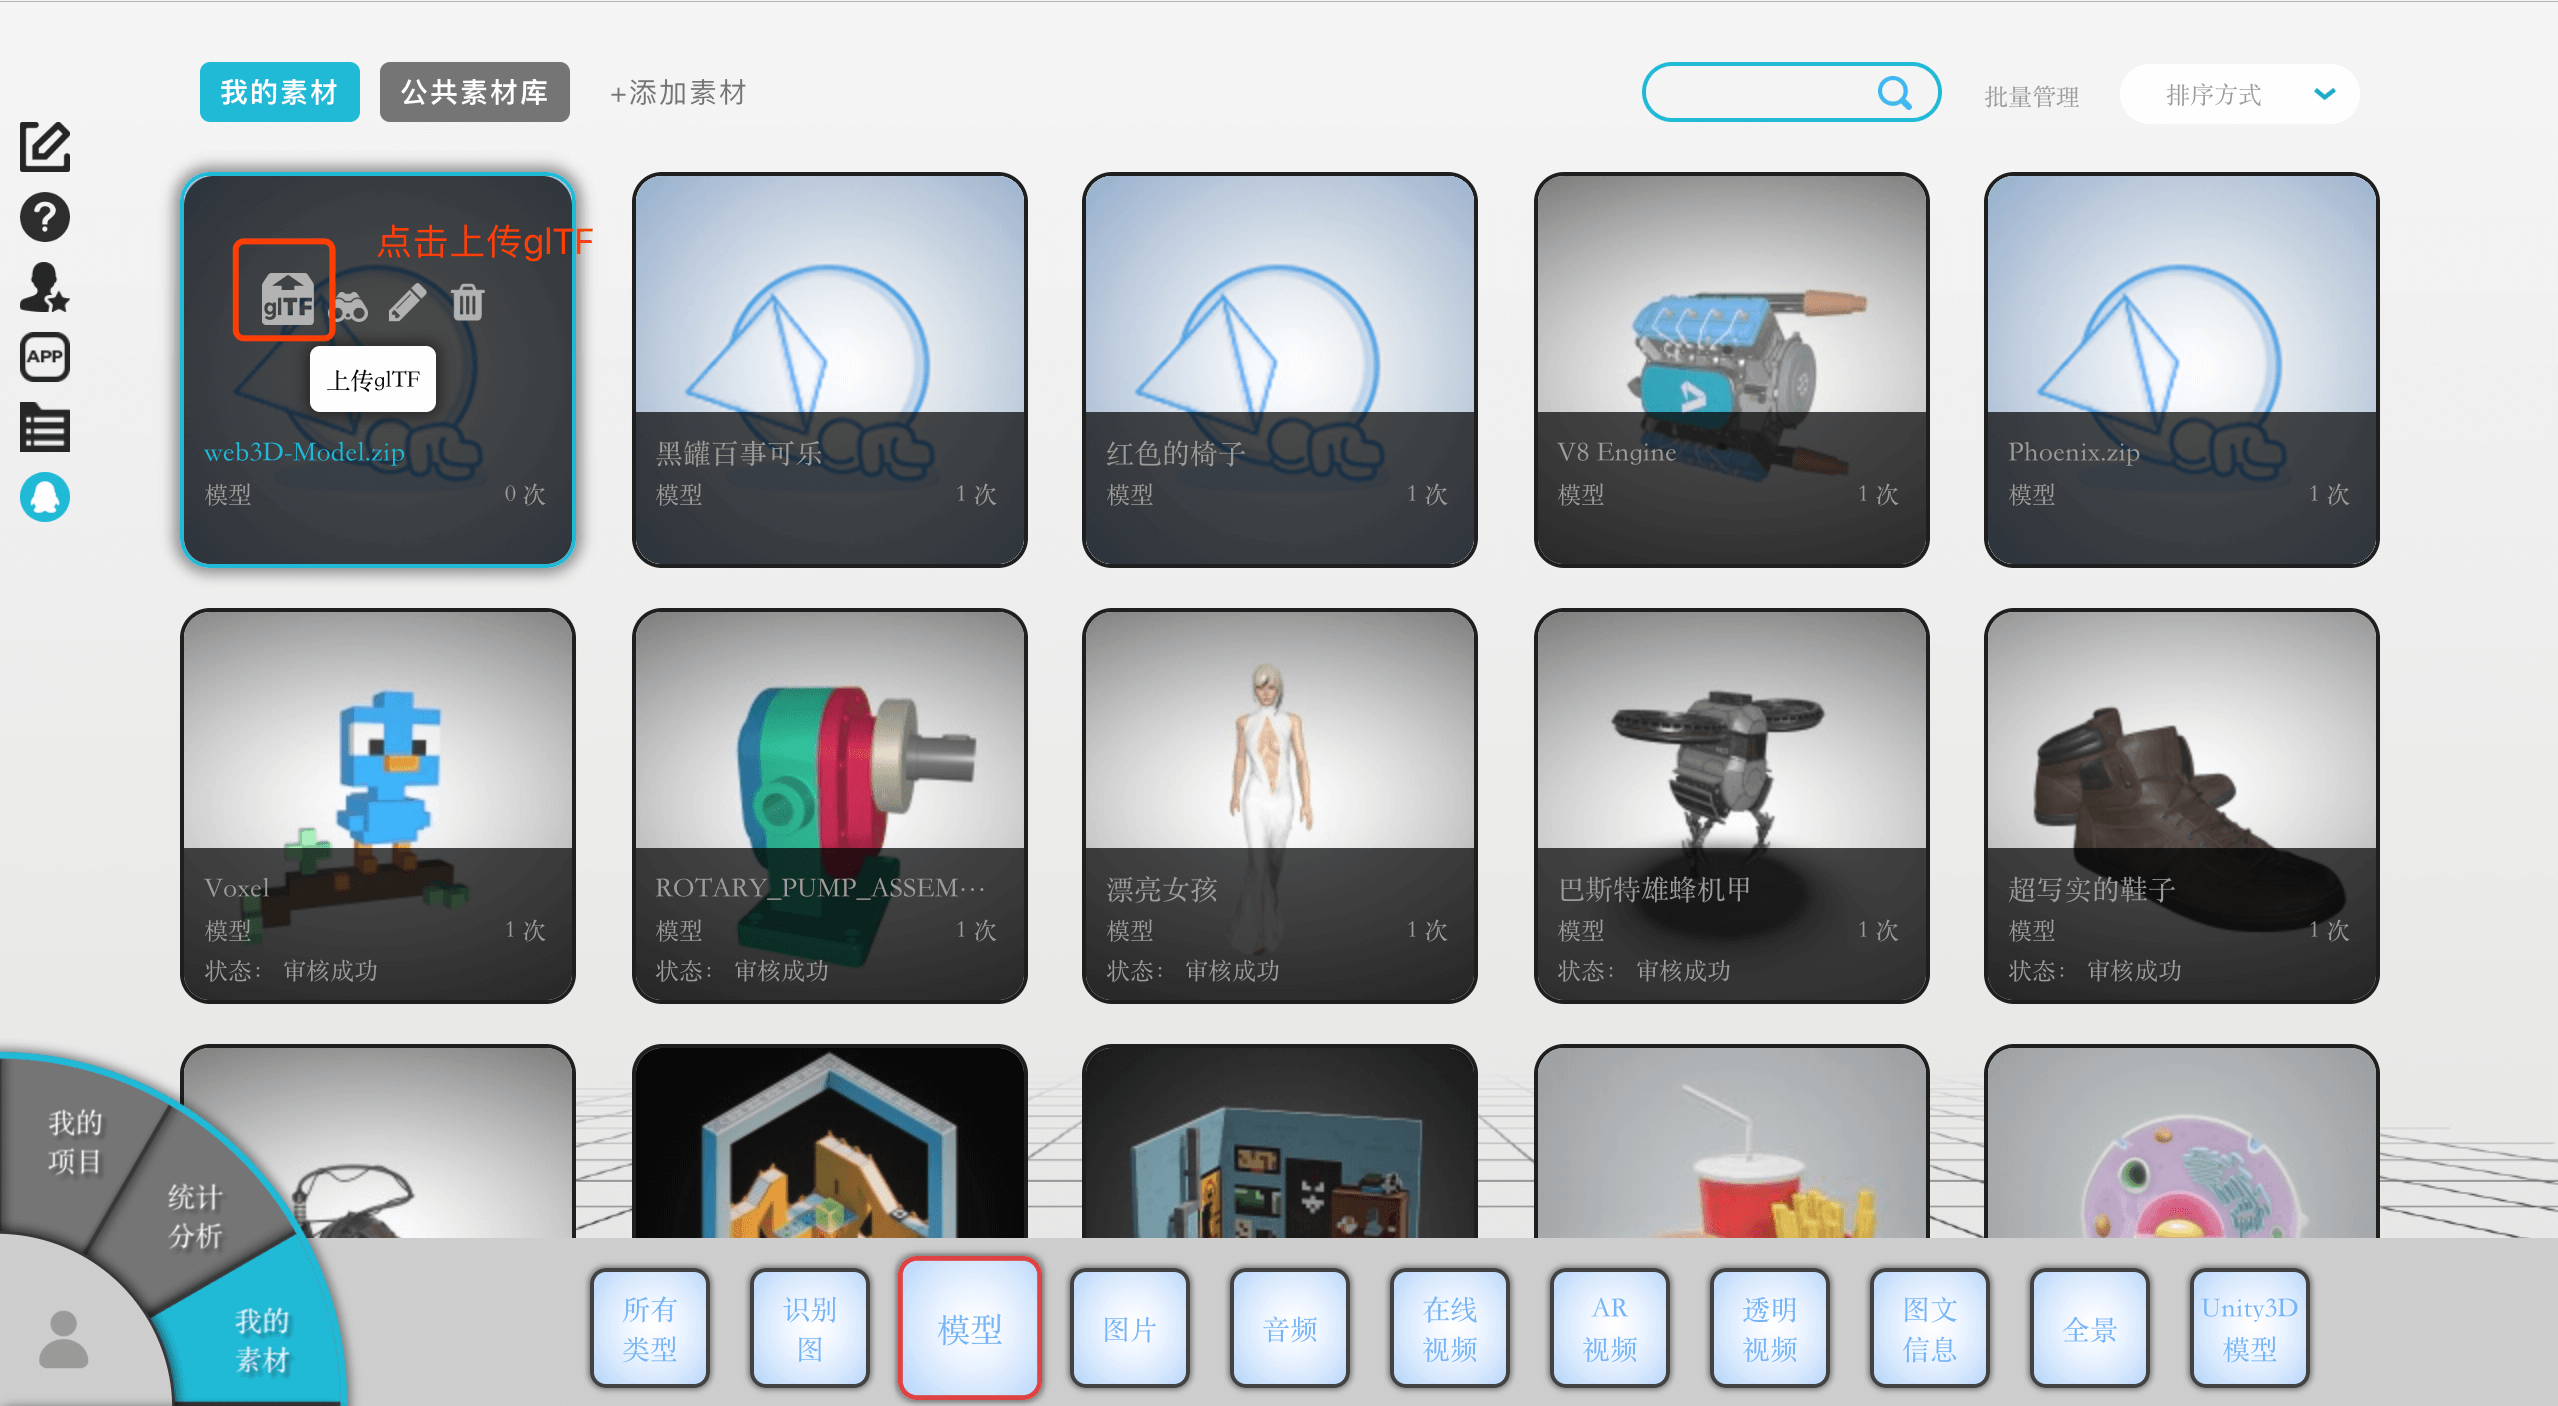 我的素材
公共素材库
+添加素材
批量管理
排序方式
?
APP
点击上传glTF
glTF
上传glTF
web3D-Model.zip
模型
0 次
黑罐百事可乐
模型
1 次
红色的椅子
模型
1 次
V8 Engine
模型
1 次
Phoenix.zip
模型
1 次
Voxel
模型
1 次
状态： 审核成功
ROTARY_PUMP_ASSEM···
模型
1 次
状态： 审核成功
漂亮女孩
模型
1 次
状态： 审核成功
巴斯特雄蜂机甲
模型
1 次
状态： 审核成功
超写实的鞋子
模型
1 次
状态： 审核成功
我的
项目
统计
分析
我的
素材
所有
类型
识别
图
模型
图片
音频
在线
视频
AR
视频
透明
视频
图文
信息
全景
Unity3D
模型